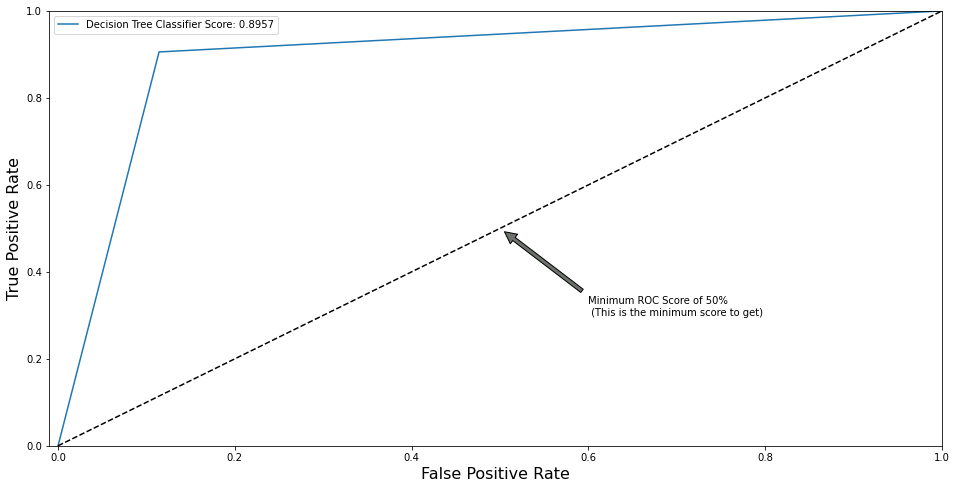 Decision Tree Classifier Score: 0.8957
1.0
0.8
0.6
0.4
0.2
0.0
True Positive Rate
Minimum ROC Score of 50%
(This is the minimum score to get)
0.0 0.2 0.4 0.6 0.8 1.0
False Positive Rate